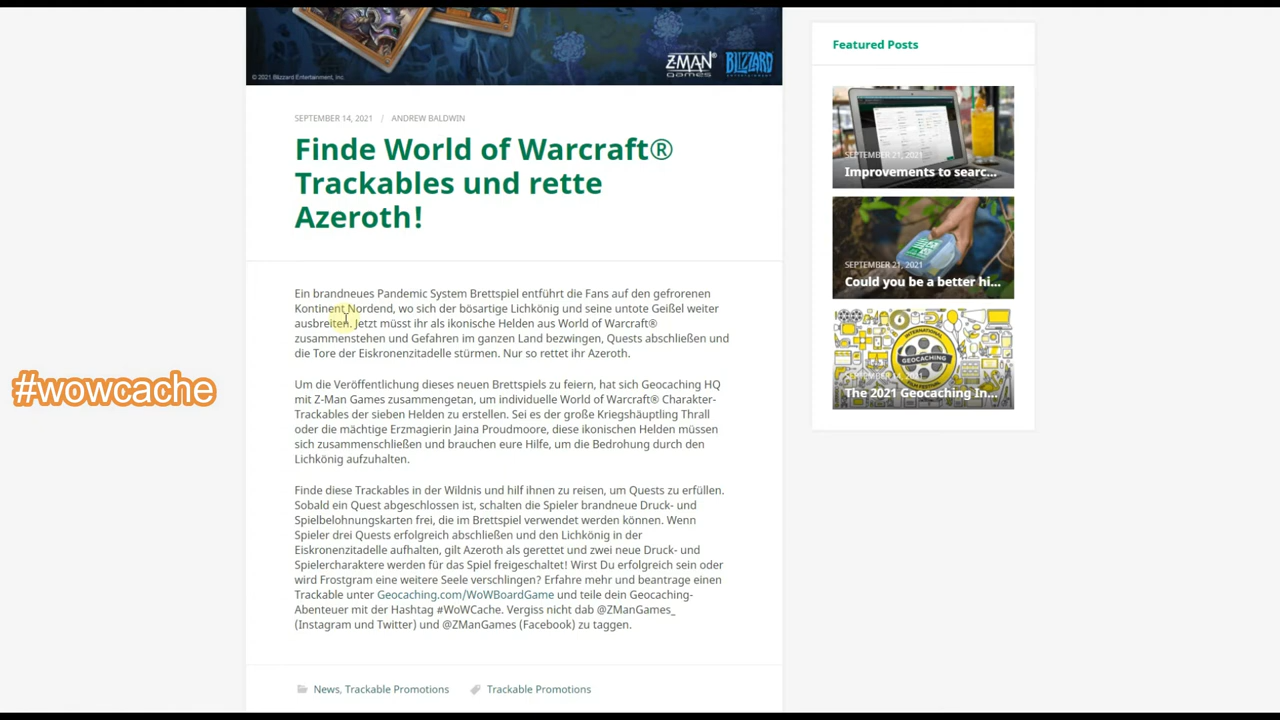 Z-MAN®
games
BLIZZARD
ENTERTAINMENT
© 2021 Blizzard Entertainment, Inc.
SEPTEMBER 14, 2021 / ANDREW BALDWIN
Finde World of Warcraft®
Trackables und rette
Azeroth!
Ein brandneues Pandemic System Brettspiel entführt die Fans auf den gefrorenen
Kontinent Nordend, wo sich der bösartige Lichkönig und seine untote Geißel weiter
ausbreiten. Jetzt müsst ihr als ikonische Helden aus World of Warcraft®
zusammenstehen und Gefahren im ganzen Land bezwingen, Quests abschließen und
die Tore der Eiskronenzitadelle stürmen. Nur so rettet ihr Azeroth.
Um die Veröffentlichung dieses neuen Brettspiels zu feiern, hat sich Geocaching HQ
mit Z-Man Games zusammengetan, um individuelle World of Warcraft® Charakter-
Trackables der sieben Helden zu erstellen. Sei es der große Kriegshäuptling Thrall
oder die mächtige Erzmagierin Jaina Proudmoore, diese ikonischen Helden müssen
sich zusammenschließen und brauchen eure Hilfe, um die Bedrohung durch den
Lichkönig aufzuhalten.
Finde diese Trackables in der Wildnis und hilf ihnen zu reisen, um Quests zu erfüllen.
Sobald ein Quest abgeschlossen ist, schalten die Spieler brandneue Druck- und
Spielbelohnungskarten frei, die im Brettspiel verwendet werden können. Wenn
Spieler drei Quests erfolgreich abschließen und den Lichkönig in der
Eiskronenzitadelle aufhalten, gilt Azeroth als gerettet und zwei neue Druck- und
Spielercharaktere werden für das Spiel freigeschaltet! Wirst Du erfolgreich sein oder
wird Frostgram eine weitere Seele verschlingen? Erfahre mehr und beantrage einen
Trackable unter Geocaching.com/WoWBoardGame und teile dein Geocaching-
Abenteuer mit der Hashtag #WoWCache. Vergiss nicht dab @ZManGames_
(Instagram und Twitter) und @ZManGames (Facebook) zu taggen.
News, Trackable Promotions
Trackable Promotions
#wowcache
Featured Posts
SEPTEMBER 21, 2021
Improvements to searc...
SEPTEMBER 21, 2021
Could you be a better hi...
INTERNATIONAL
GEOCACHING
FILM FESTIVAL
The 2021 Geocaching In...